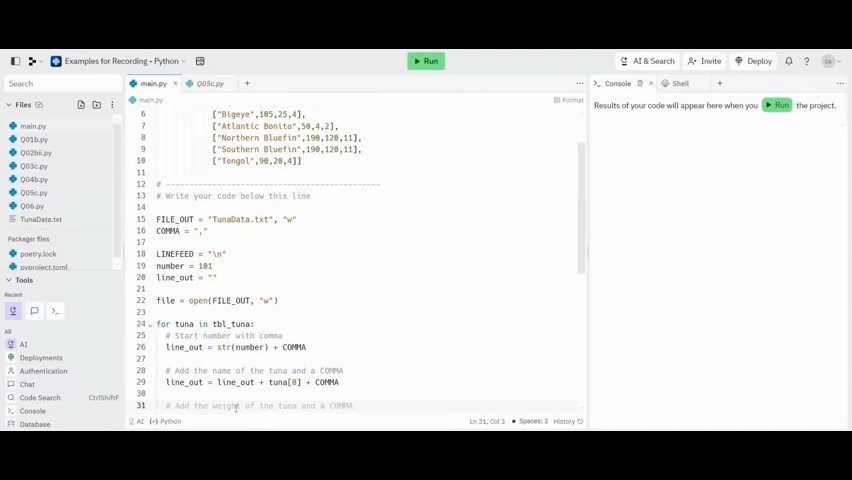 Examples for Recording - Python
Run
AI & Search
Invite
Deploy
DA
Search
main.py
Q05c.py
Console
Shell
main.py
Format
Files
main.py
Q01b.py
Q02bii.py
Q03c.py
Q04b.py
Q05c.py
Q06.py
TunaData.txt
Packager files
poetry.lock
pyproject.toml
Tools
Recent
All
AI
Deployments
Authentication
Chat
Code Search CtrlShiftF
Console
Database
6 ["Bigeye",105,25,4],
7 ["Atlantic Bonito",50,4,2],
8 ["Northern Bluefin",190,120,11],
9 ["Southern Bluefin",190,120,11],
10 ["Tongol",90,20,4]]
11
12 # ------------------------------------------------
13 # Write your code below this line
14
15 FILE_OUT = "TunaData.txt", "w"
16 COMMA = ","
17
18 LINEFEED = "\n"
19 number = 101
20 line_out = ""
21
22 file = open(FILE_OUT, "w")
23
24 for tuna in tbl_tuna:
25 # Start number with comma
26 line_out = str(number) + COMMA
27
28 # Add the name of the tuna and a COMMA
29 line_out = line_out + tuna[0] + COMMA
30
31 # Add the weight of the tuna and a COMMA
AI Python
Ln 31, Col 3
Spaces: 2
History
Results of your code will appear here when you Run the project.